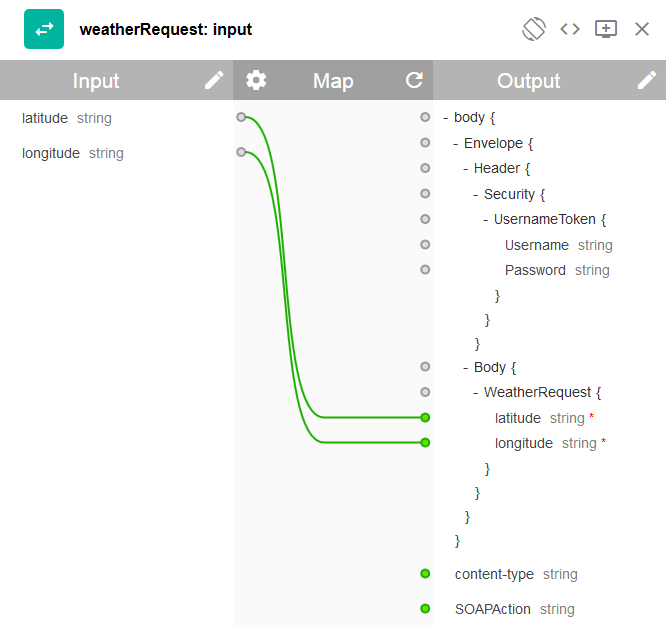 weatherRequest: input
Input Map Output
latitude string
longitude string
- body {
- Envelope {
- Header {
- Security {
- UsernameToken {
Username string
Password string
}
}
}
- Body {
- WeatherRequest {
latitude string *
longitude string *
}
}
}
}
content-type string
SOAPAction string